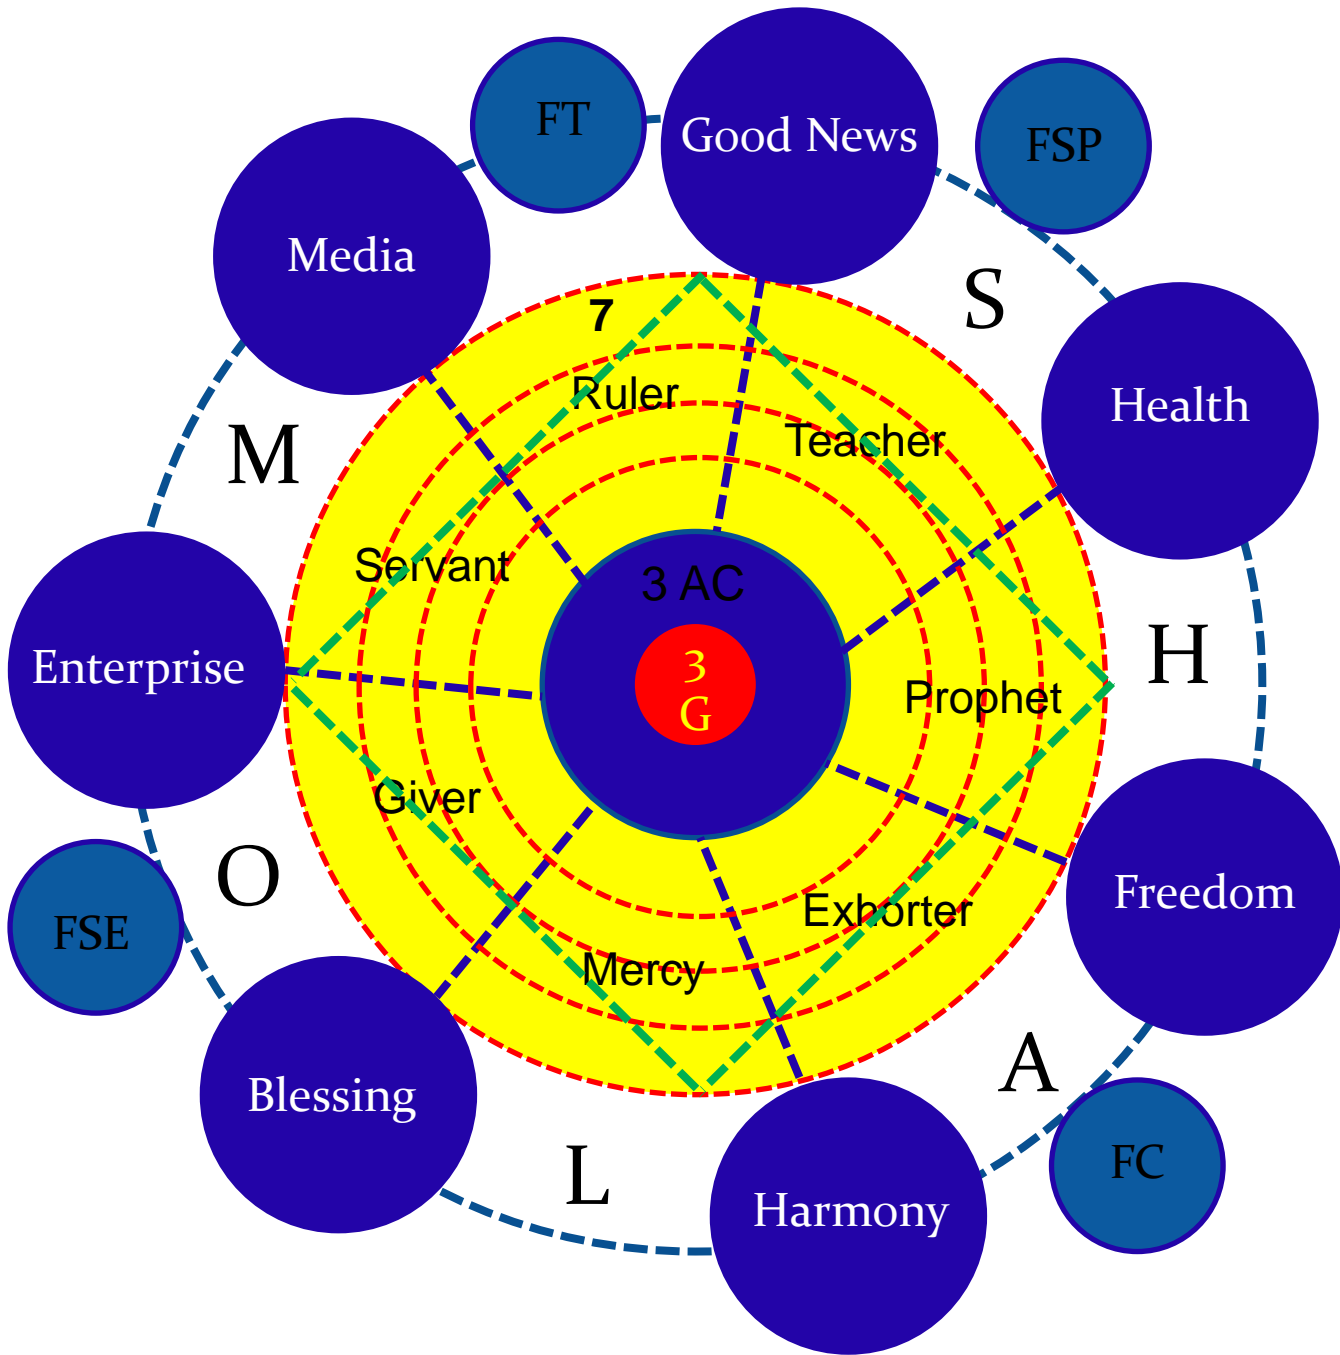 FT
Good News
FSP
Media
S
7
Ruler
Health
Teacher
M
Servant
3 AC
H
Enterprise
3
G
Prophet
Giver
O
Freedom
Exhorter
FSE
Mercy
A
Blessing
L
FC
Harmony